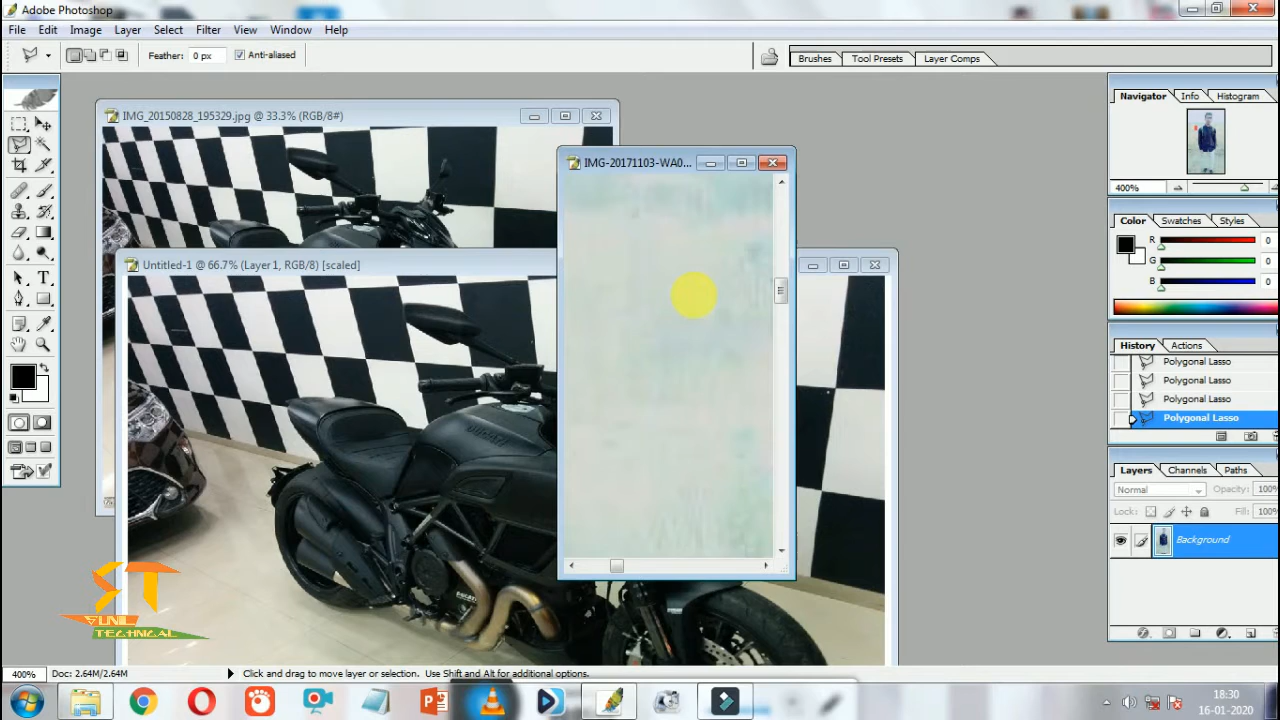 Adobe Photoshop
File Edit Image Layer Select Filter View Window Help
Feather: 0 px Anti-aliased
Brushes Tool Presets Layer Comps
IMG_20150828_195329.jpg @ 33.3% (RGB/8#)
IMG-20171103-WA0...
Untitled-1 @ 66.7% (Layer 1, RGB/8) [scaled]
Navigator Info Histogram
400%
Color Swatches Styles
R 0
G 0
B 0
History Actions
Polygonal Lasso
Polygonal Lasso
Polygonal Lasso
Polygonal Lasso
Layers Channels Paths
Normal Opacity: 100%
Lock: Fill: 100%
Background
ST
SUNIL
TECHNICAL
400% Doc: 2.64M/2.64M Click and drag to move layer or selection. Use Shift and Alt for additional options.
18:30
16-01-2020